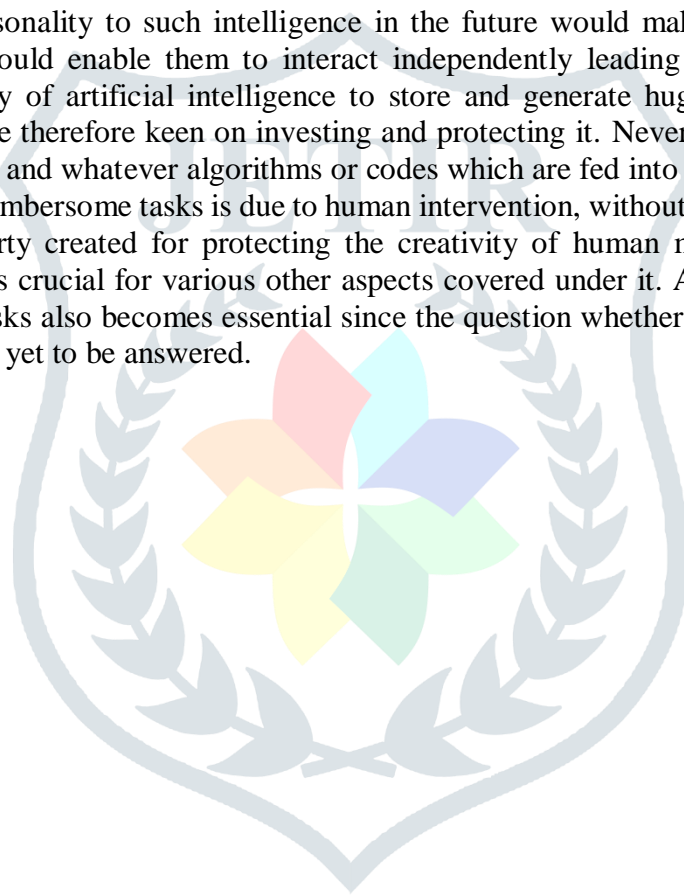 sonality to such intelligence in the future would mak
ould enable them to interact independently leading
y of artificial intelligence to store and generate hug
e therefore keen on investing and protecting it. Never
and whatever algorithms or codes which are fed into
mbersome tasks is due to human intervention, without
rty created for protecting the creativity of human m
s crucial for various other aspects covered under it. A
sks also becomes essential since the question whether
yet to be answered.
JETIR